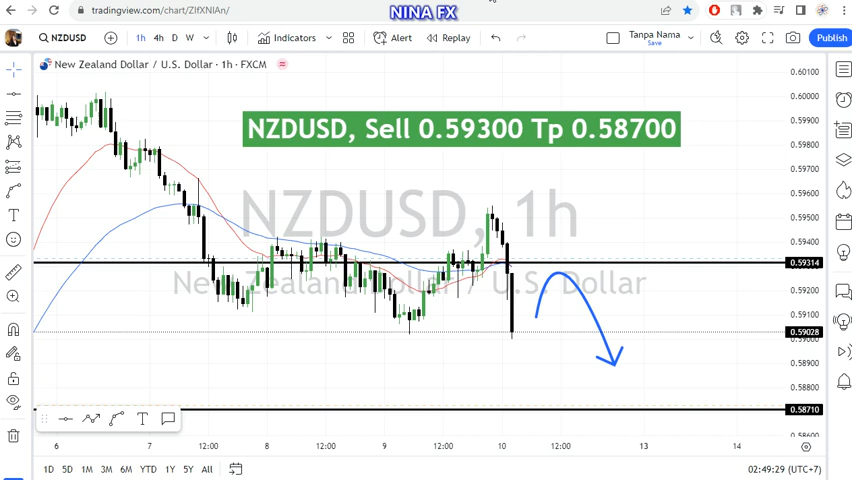 tradingview.com/chart/ZIfXNIAn/
NINA FX
NZDUSD
1h 4h D W
Indicators
Alert
Replay
Tunpa Nama
Save
Publish
New Zealand Dollar / U.S. Dollar · 1h · FXCM
NZDUSD, Sell 0.59300 Tp 0.58700
NZDUSD, 1h
New Zealand Dollar / U.S. Dollar
0.60100
0.60000
0.59900
0.59800
0.59700
0.59600
0.59500
0.59400
0.59314
0.59200
0.59100
0.59028
0.59000
0.58900
0.58800
0.58710
0.58600
6 7 12:00 8 12:00 9 12:00 10 12:00 13 14
1D 5D 1M 3M 6M YTD 1Y 5Y All
02:49:29 (UTC+7)